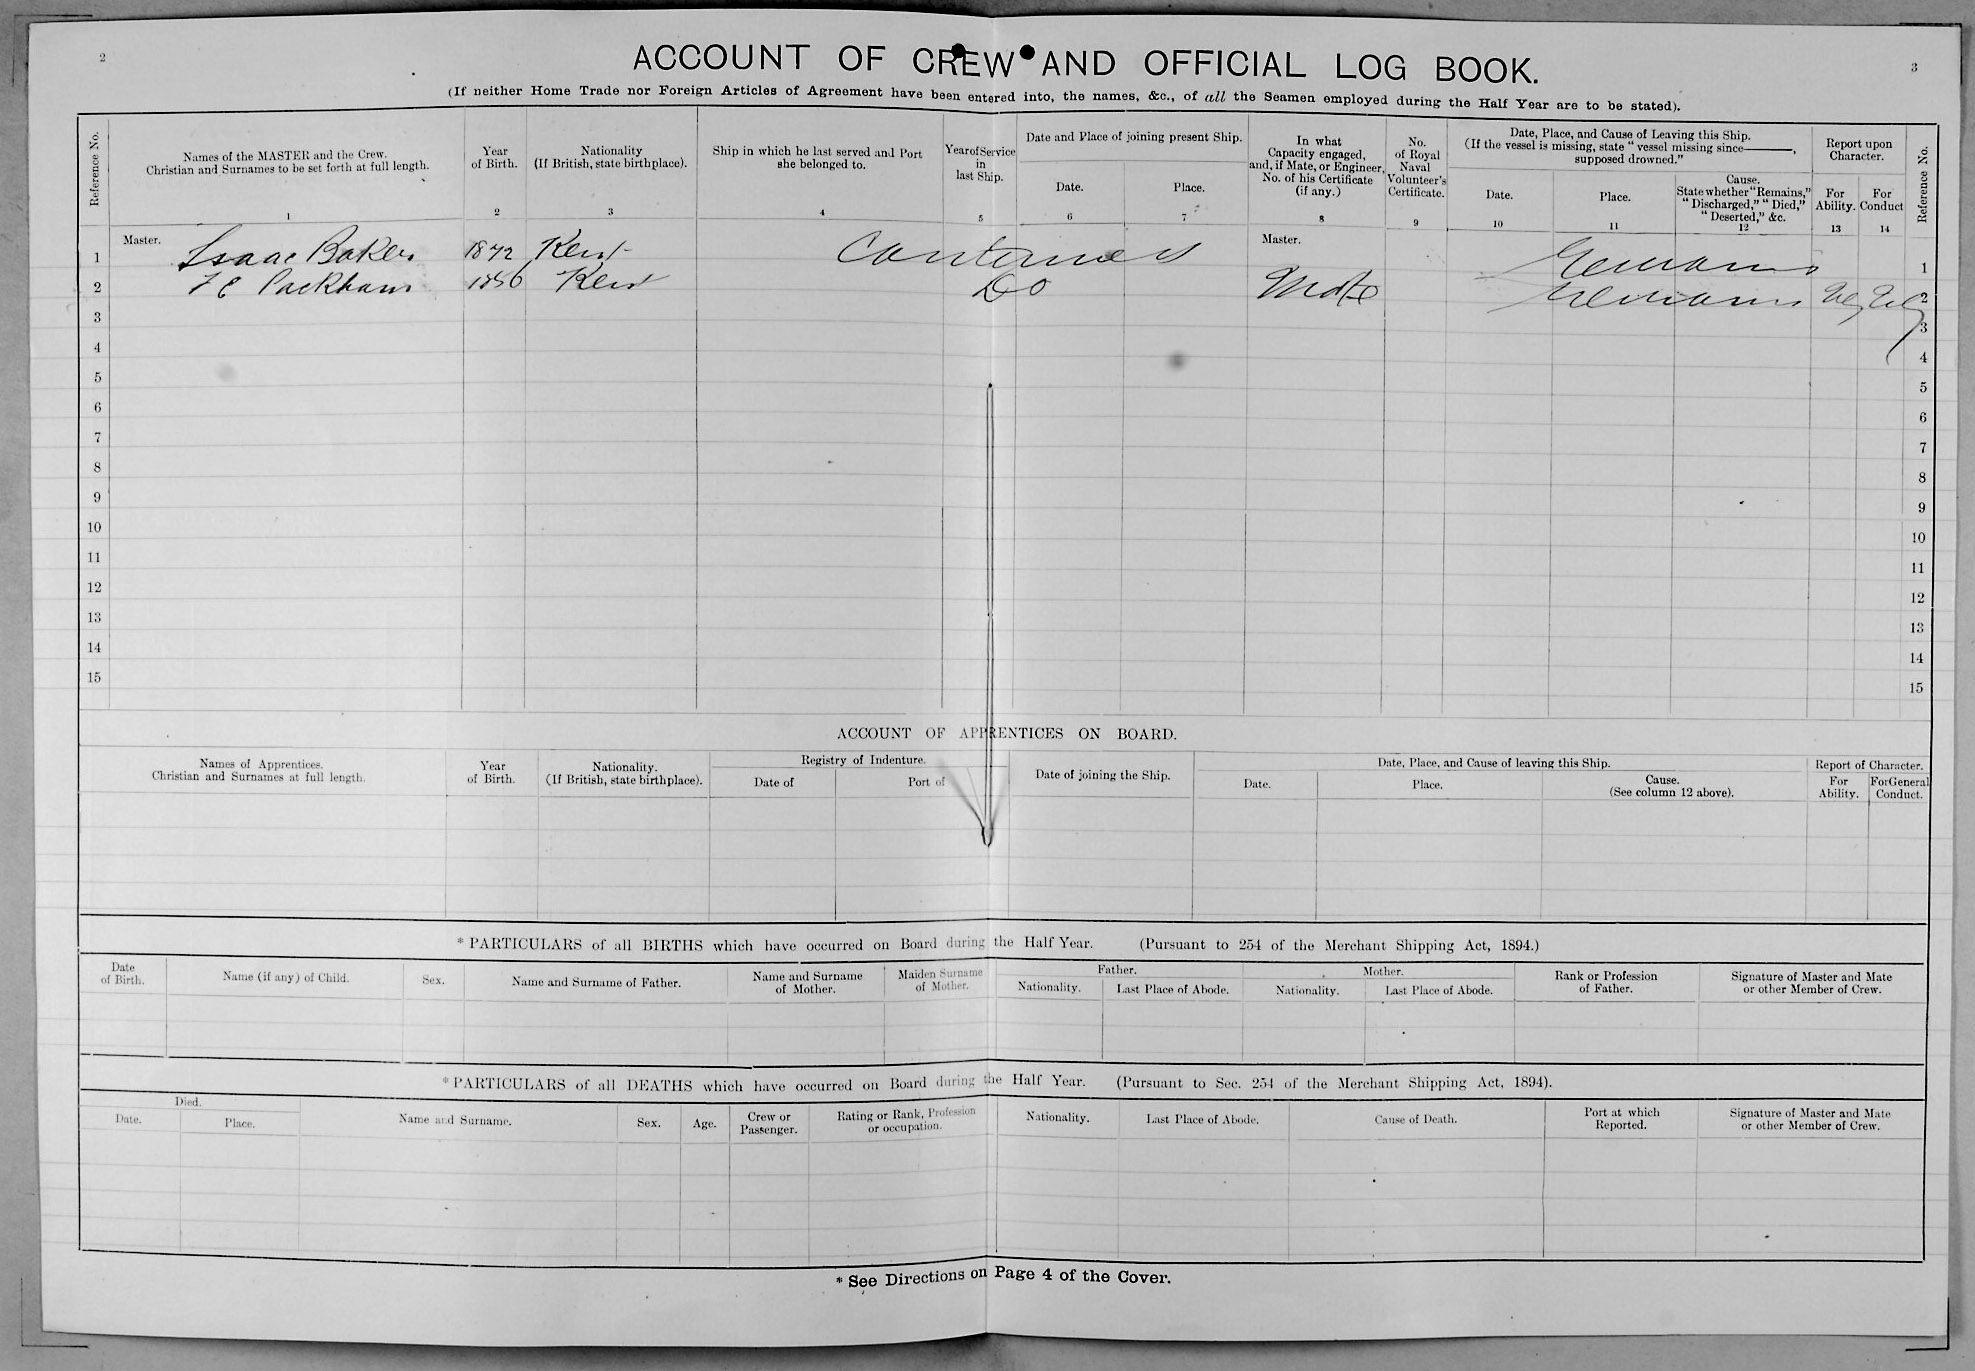 2
ACCOUNT OF CREW AND OFFICIAL LOG BOOK.
3
(If neither Home Trade nor Foreign Articles of Agreement have been entered into, the names, &c., of all the Seamen employed during the Half Year are to be stated).
Reference No.
Names of the MASTER and the Crew.
Christian and Surnames to be set forth at full length.
1
Year
of Birth.
2
Nationality
(If British, state birthplace).
3
Ship in which he last served and Port
she belonged to.
4
Year of Service
in
last Ship.
5
Date and Place of joining present Ship.
Date.
6
Place.
7
In what
Capacity engaged,
and, if Mate, or Engineer,
No. of his Certificate
(if any.)
8
No.
of Royal
Naval
Volunteer's
Certificate.
9
Date, Place, and Cause of Leaving this Ship.
(If the vessel is missing, state "vessel missing since———,
supposed drowned."
Date.
10
Place.
11
Cause.
State whether "Remains,"
"Discharged," "Died,"
"Deserted," &c.
12
Report upon
Character.
For
Ability.
13
For
Conduct
14
Reference No.
1 Master. Isaac Baker 1872 Kent Continues Master. Remains 1
2 F C Packham 1856 Kent Do Mate Remains VG VG 2
3 3
4 4
5 5
6 6
7 7
8 8
9 9
10 10
11 11
12 12
13 13
14 14
15 15
ACCOUNT OF APPRENTICES ON BOARD.
Names of Apprentices.
Christian and Surnames at full length.
Year
of Birth.
Nationality.
(If British, state birthplace).
Registry of Indenture.
Date of
Port of
Date of joining the Ship.
Date, Place, and Cause of leaving this Ship.
Date.
Place.
Cause.
(See column 12 above).
Report of Character.
For
Ability.
For General
Conduct.
* PARTICULARS of all BIRTHS which have occurred on Board during the Half Year. (Pursuant to 254 of the Merchant Shipping Act, 1894.)
Date
of Birth.
Name (if any) of Child.
Sex.
Name and Surname of Father.
Name and Surname
of Mother.
Maiden Surname
of Mother.
Father.
Nationality.
Last Place of Abode.
Mother.
Nationality.
Last Place of Abode.
Rank or Profession
of Father.
Signature of Master and Mate
or other Member of Crew.
* PARTICULARS of all DEATHS which have occurred on Board during the Half Year. (Pursuant to Sec. 254 of the Merchant Shipping Act, 1894).
Died.
Date.
Place.
Name and Surname.
Sex.
Age.
Crew or
Passenger.
Rating or Rank, Profession
or occupation.
Nationality.
Last Place of Abode.
Cause of Death.
Port at which
Reported.
Signature of Master and Mate
or other Member of Crew.
* See Directions on Page 4 of the Cover.